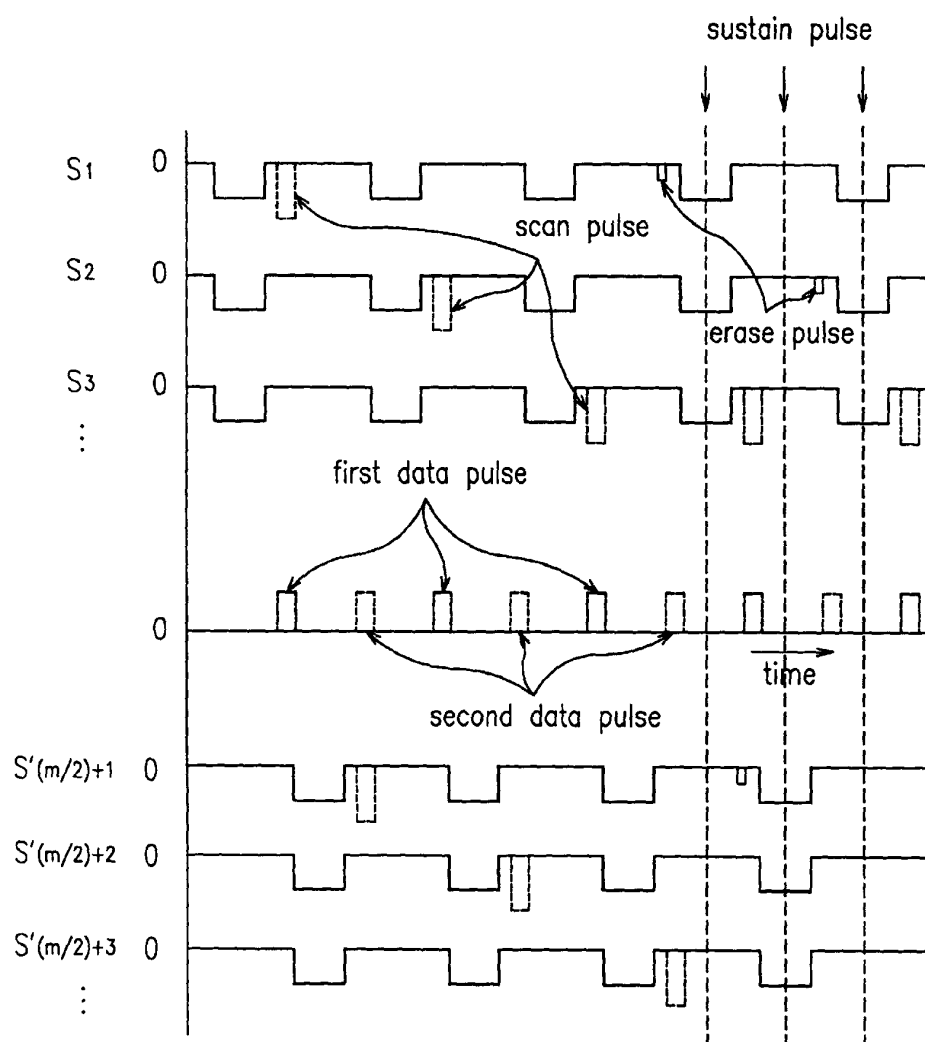 sustain pulse
S1 0
scan pulse
S2 0
erase pulse
S3 0
first data pulse
0
time
second data pulse
S'(m/2)+1 0
S'(m/2)+2 0
S'(m/2)+3 0